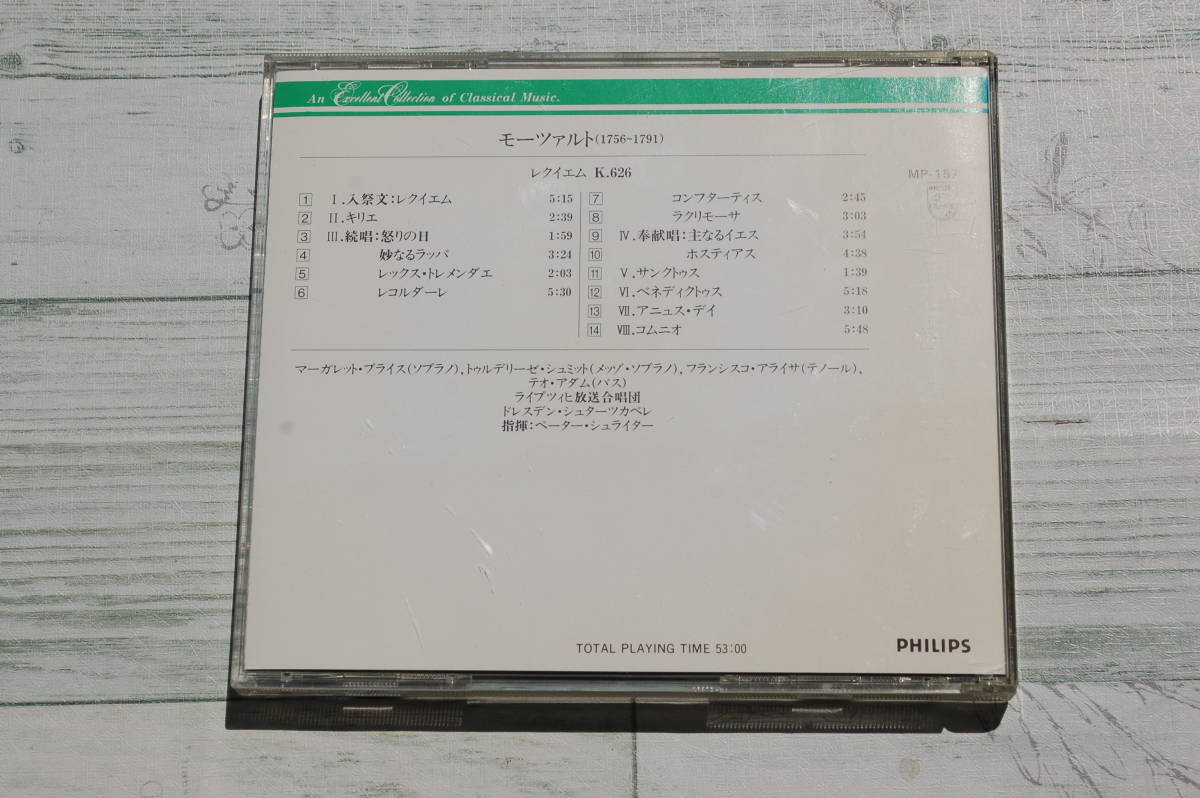 An Excellent Collection of Classical Music.
モーツァルト(1756~1791)
レクイエム K.626
MP-157
1 I.入祭文:レクイエム 5:15
2 II.キリエ 2:39
3 III.続唱:怒りの日 1:59
4 妙なるラッパ 3:24
5 レックス・トレメンダエ 2:03
6 レコルダーレ 5:30
7 コンフターティス 2:45
8 ラクリモーサ 3:03
9 IV.奉献唱:主なるイエス 3:54
10 ホスティアス 4:38
11 V.サンクトゥス 1:39
12 VI.ベネディクトゥス 5:18
13 VII.アニュス・デイ 3:10
14 VIII.コムニオ 5:48
マーガレット・プライス(ソプラノ),トゥルデリーゼ・シュミット(メッゾ・ソプラノ),フランシスコ・アライサ(テノール),
テオ・アダム(バス)
ライプツィヒ放送合唱団
ドレスデン・シュターツカペレ
指揮:ペーター・シュライヤー
TOTAL PLAYING TIME 53:00
PHILIPS